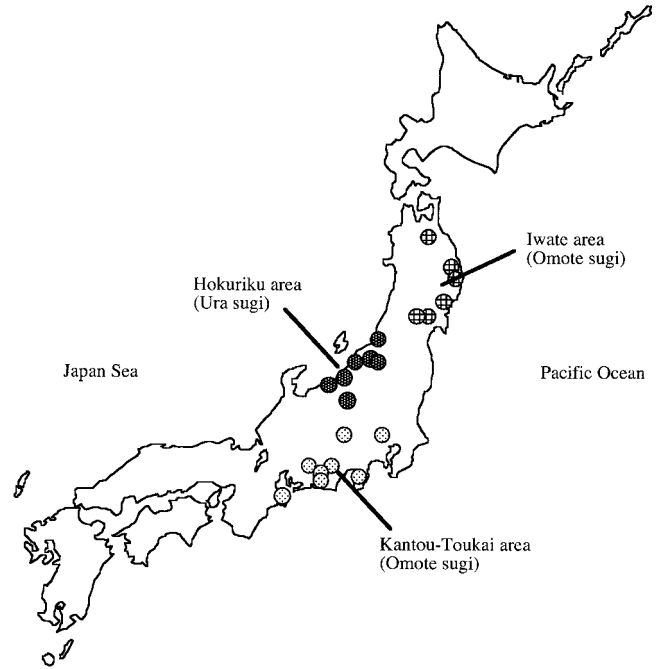 Iwate area
(Omote sugi)
Hokuriku area
(Ura sugi)
Japan Sea
Pacific Ocean
Kantou-Toukai area
(Omote sugi)